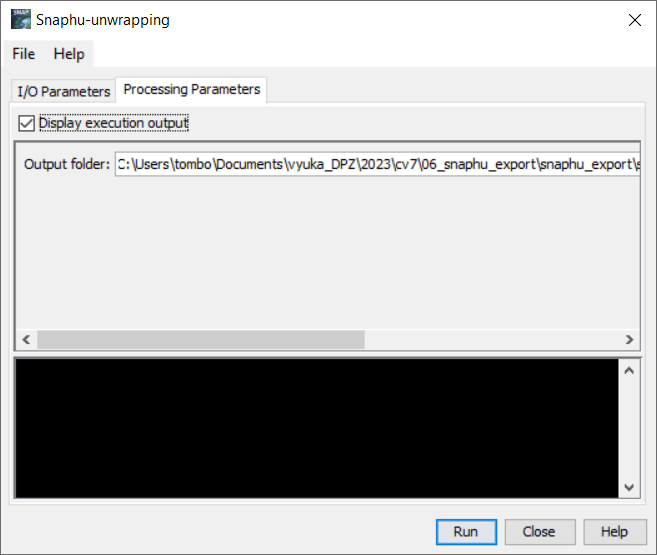 SNAP
Snaphu-unwrapping
File Help
I/O Parameters Processing Parameters
Display execution output
Output folder: C:\Users\tombo\Documents\vyuka_DPZ\2023\cv7\06_snaphu_export\snaphu_export\s
Run Close Help